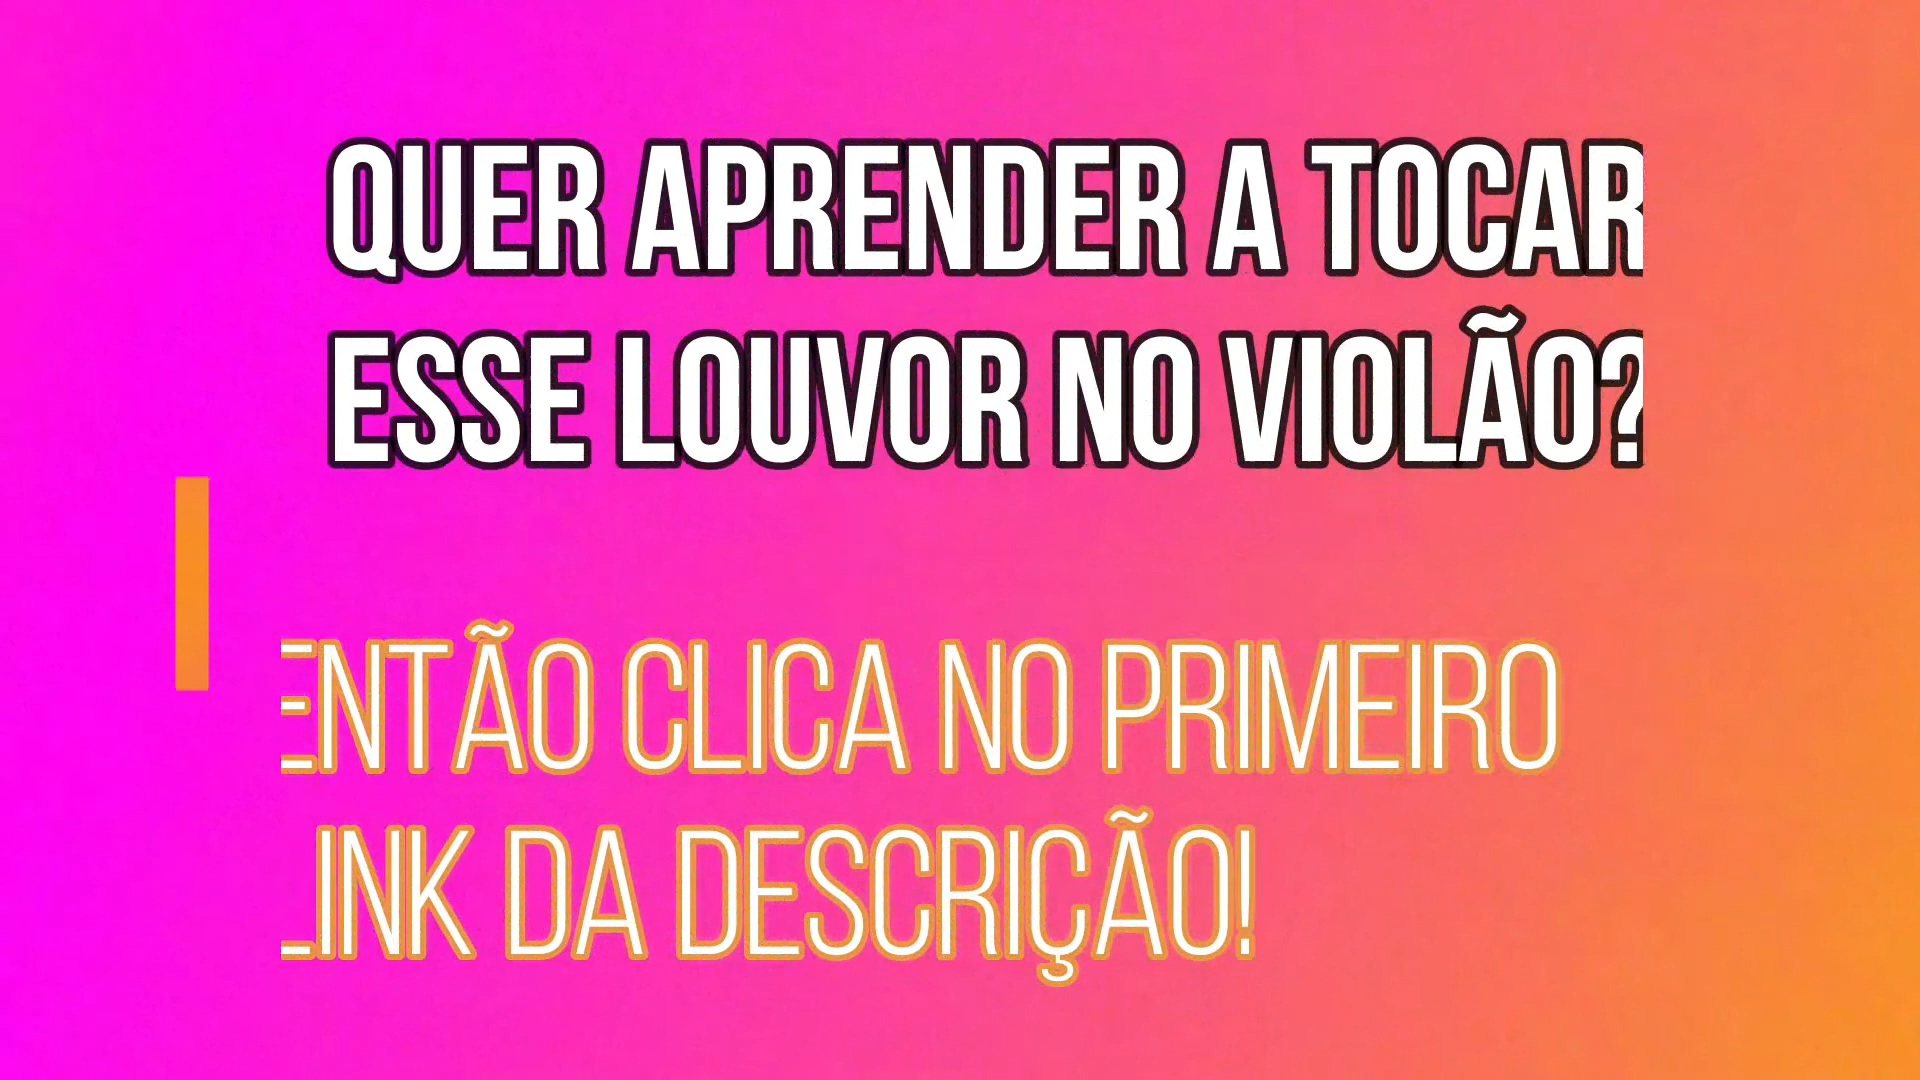 QUER APRENDER A TOCAR
ESSE LOUVOR NO VIOLÃO?
ENTÃO CLICA NO PRIMEIRO
LINK DA DESCRIÇÃO!